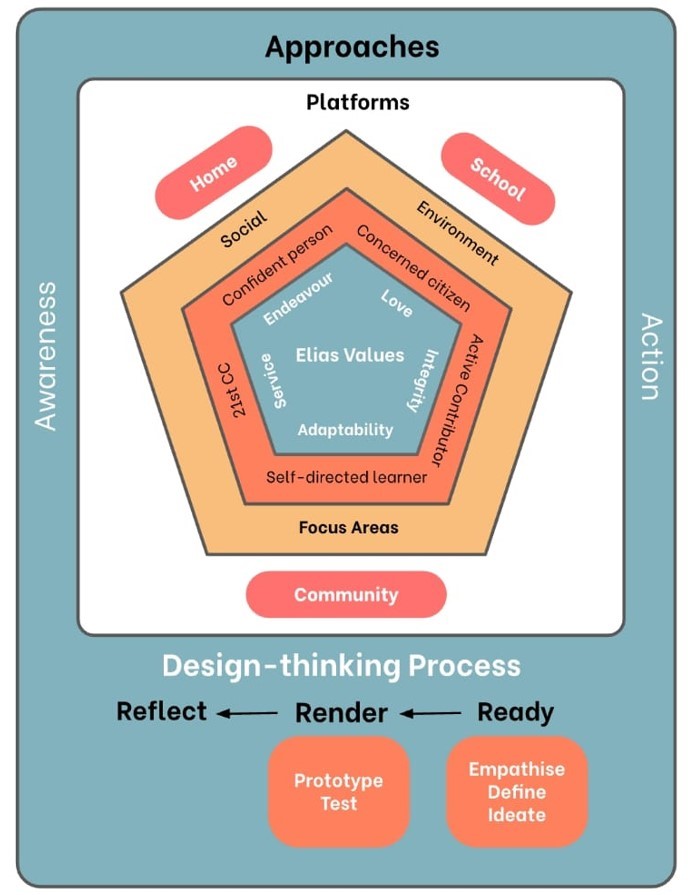 Approaches
Platforms
Home
School
Social
Environment
Confident person
Concerned citizen
Endeavour
Love
Awareness
Action
Elias Values
21st CC
Service
Integrity
Active Contributor
Adaptability
Self-directed learner
Focus Areas
Community
Design-thinking Process
Reflect
Render
Ready
Prototype
Test
Empathise
Define
Ideate